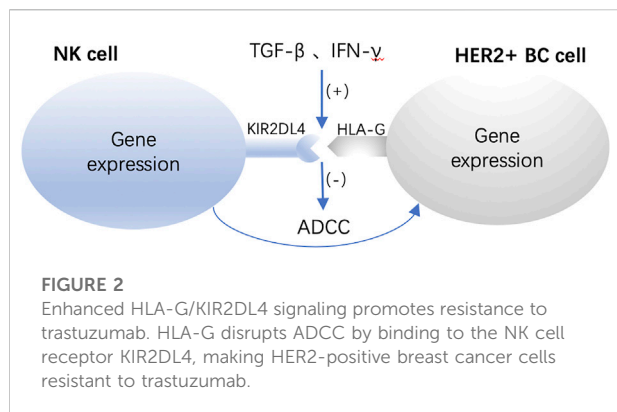 NK cell
TGF-β 、IFN-ν
HER2+ BC cell
(+)
KIR2DL4
HLA-G
Gene
expression
Gene
expression
(-)
ADCC
FIGURE 2
Enhanced HLA-G/KIR2DL4 signaling promotes resistance to
trastuzumab. HLA-G disrupts ADCC by binding to the NK cell
receptor KIR2DL4, making HER2-positive breast cancer cells
resistant to trastuzumab.